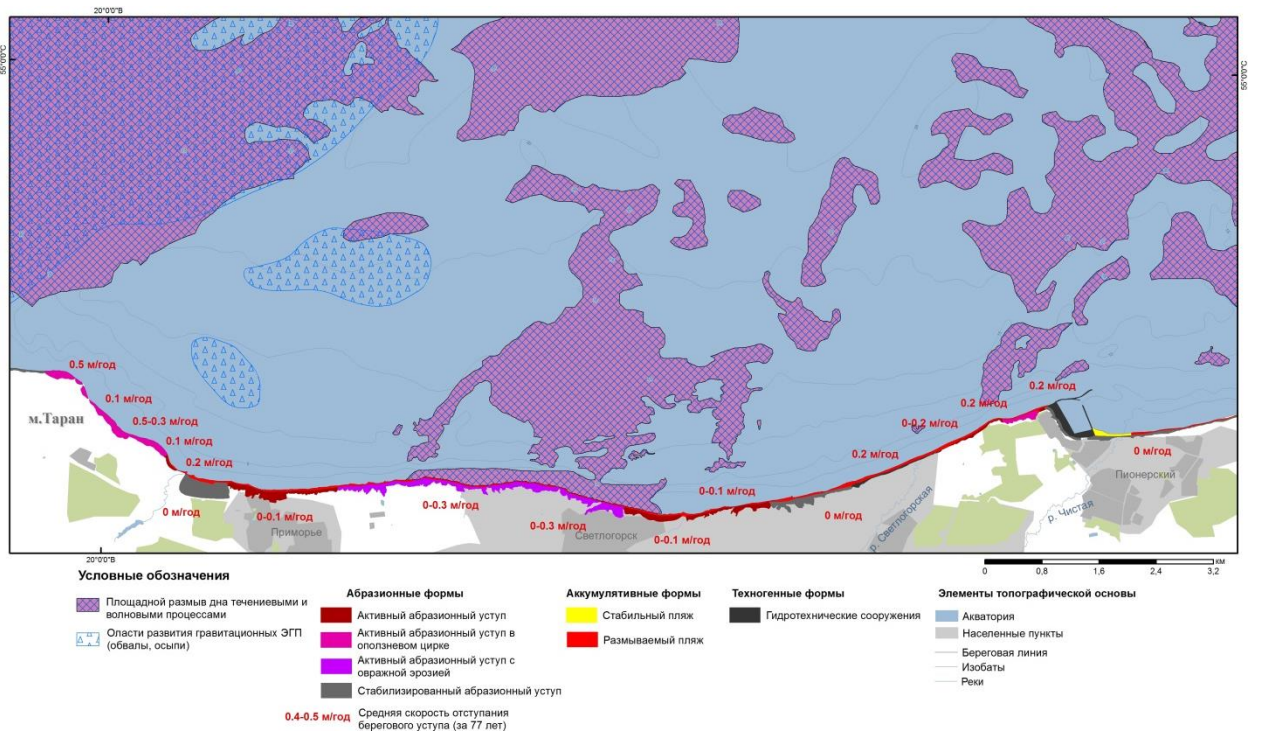 20°0'0"В
55°0'0"С
55°0'0"С
0.5 м/год
0.1 м/год
м.Таран
0.5-0.3 м/год
0.1 м/год
0.2 м/год
0 м/год
0-0.1 м/год
Приморье
0-0.3 м/год
0-0.3 м/год
Светлогорск
0-0.1 м/год
0-0.1 м/год
0 м/год
0.2 м/год
0-0.2 м/год
0.2 м/год
0.2 м/год
р. Светлогорская
р. Чистая
Пионерский
0 м/год
20°0'0"В
0 0,8 1,6 2,4 3,2
км
Условные обозначения
Площадной размыв дна течениевыми и
волновыми процессами
Оласти развития гравитационных ЭГП
(обвалы, осыпи)
Абразионные формы
Активный абразионный уступ
Активный абразионный уступ в
оползневом цирке
Активный абразионный уступ с
овражной эрозией
Стабилизированный абразионный уступ
0.4-0.5 м/год Средняя скорость отступания
берегового уступа (за 77 лет)
Аккумулятивные формы
Стабильный пляж
Размываемый пляж
Техногенные формы
Гидротехнические сооружения
Элементы топографической основы
Акватория
Населенные пункты
Береговая линия
Изобаты
Реки